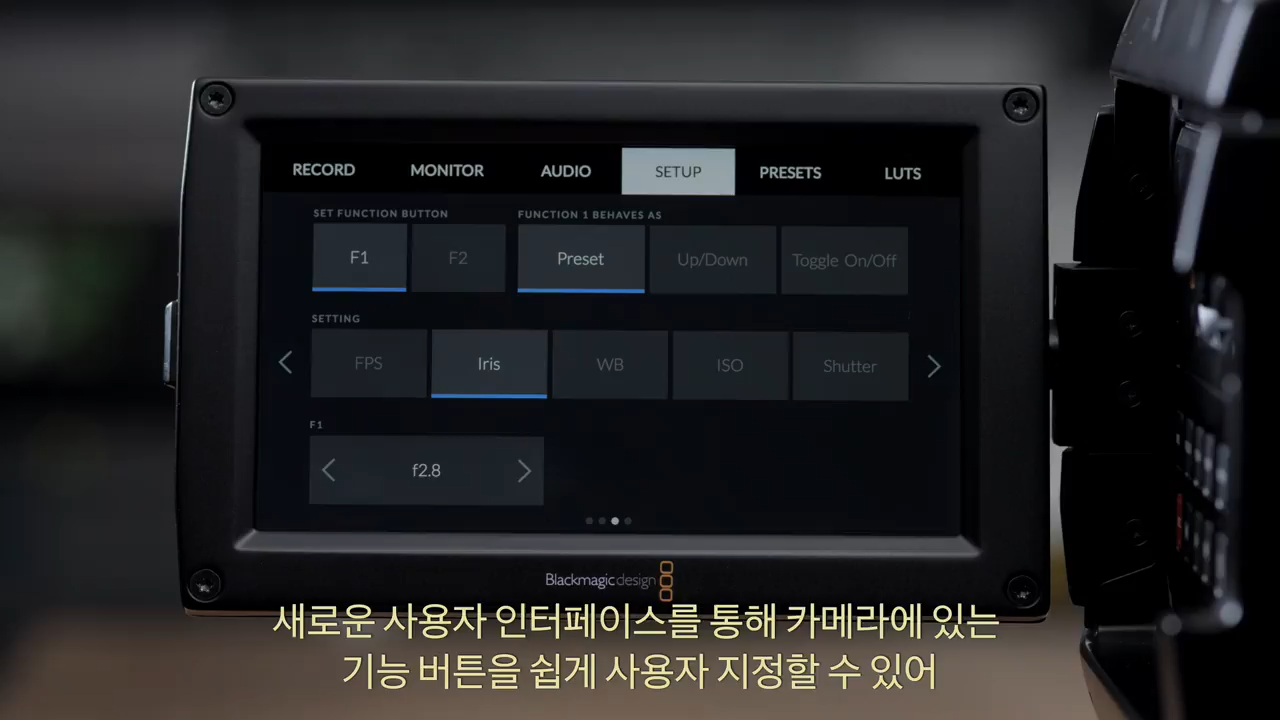 RECORD MONITOR AUDIO SETUP PRESETS LUTS
SET FUNCTION BUTTON FUNCTION 1 BEHAVES AS
F1 F2 Preset Up/Down Toggle On/Off
SETTING
FPS Iris WB ISO Shutter
F1
f2.8
Blackmagicdesign
새로운 사용자 인터페이스를 통해 카메라에 있는
기능 버튼을 쉽게 사용자 지정할 수 있어